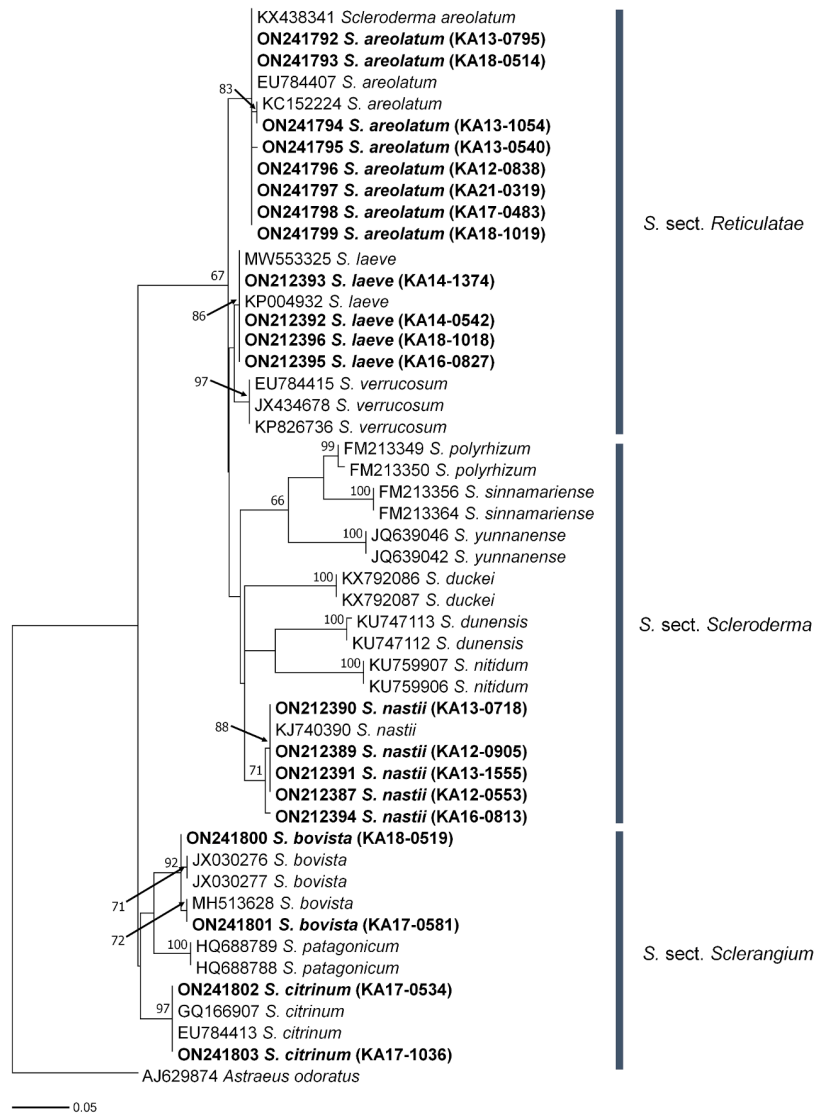 KX438341 Scleroderma areolatum
ON241792 S. areolatum (KA13-0795)
ON241793 S. areolatum (KA18-0514)
EU784407 S. areolatum
83
KC152224 S. areolatum
ON241794 S. areolatum (KA13-1054)
ON241795 S. areolatum (KA13-0540)
ON241796 S. areolatum (KA12-0838)
ON241797 S. areolatum (KA21-0319)
ON241798 S. areolatum (KA17-0483)
ON241799 S. areolatum (KA18-1019)
S. sect. Reticulatae
67
MW553325 S. laeve
ON212393 S. laeve (KA14-1374)
KP004932 S. laeve
86
ON212392 S. laeve (KA14-0542)
ON212396 S. laeve (KA18-1018)
ON212395 S. laeve (KA16-0827)
97
EU784415 S. verrucosum
JX434678 S. verrucosum
KP826736 S. verrucosum
99
FM213349 S. polyrhizum
FM213350 S. polyrhizum
66
100
FM213356 S. sinnamariense
FM213364 S. sinnamariense
100
JQ639046 S. yunnanense
JQ639042 S. yunnanense
100
KX792086 S. duckei
KX792087 S. duckei
100
KU747113 S. dunensis
KU747112 S. dunensis
S. sect. Scleroderma
100
KU759907 S. nitidum
KU759906 S. nitidum
ON212390 S. nastii (KA13-0718)
88
KJ740390 S. nastii
ON212389 S. nastii (KA12-0905)
71
ON212391 S. nastii (KA13-1555)
ON212387 S. nastii (KA12-0553)
ON212394 S. nastii (KA16-0813)
ON241800 S. bovista (KA18-0519)
92
JX030276 S. bovista
JX030277 S. bovista
71
MH513628 S. bovista
72
ON241801 S. bovista (KA17-0581)
100
HQ688789 S. patagonicum
HQ688788 S. patagonicum
S. sect. Sclerangium
ON241802 S. citrinum (KA17-0534)
97
GQ166907 S. citrinum
EU784413 S. citrinum
ON241803 S. citrinum (KA17-1036)
AJ629874 Astraeus odoratus
0.05